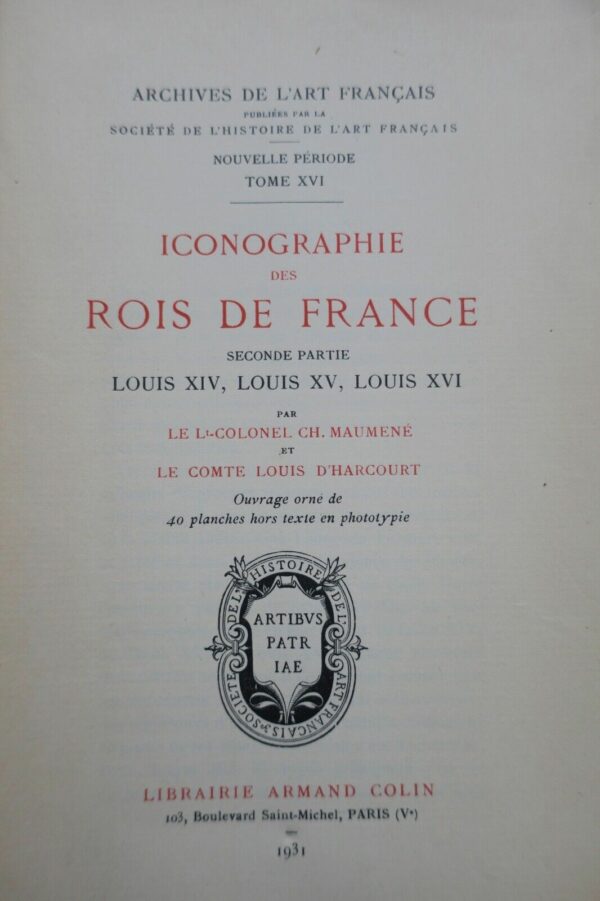 ARCHIVES DE L'ART FRANÇAIS
PUBLIÉES PAR LA
SOCIÉTÉ DE L'HISTOIRE DE L'ART FRANÇAIS
NOUVELLE PÉRIODE
TOME XVI
ICONOGRAPHIE
DES
ROIS DE FRANCE
SECONDE PARTIE
LOUIS XIV, LOUIS XV, LOUIS XVI
PAR
LE Lt-COLONEL CH. MAUMENÉ
ET
LE COMTE LOUIS D'HARCOURT
Ouvrage orné de
40 planches hors texte en phototypie
SOCIÉTÉ DE L'HISTOIRE DE L'ART FRANÇAIS
ARTIBVS
PATR
IAE
LIBRAIRIE ARMAND COLIN
103, Boulevard Saint-Michel, PARIS (Ve)
1931